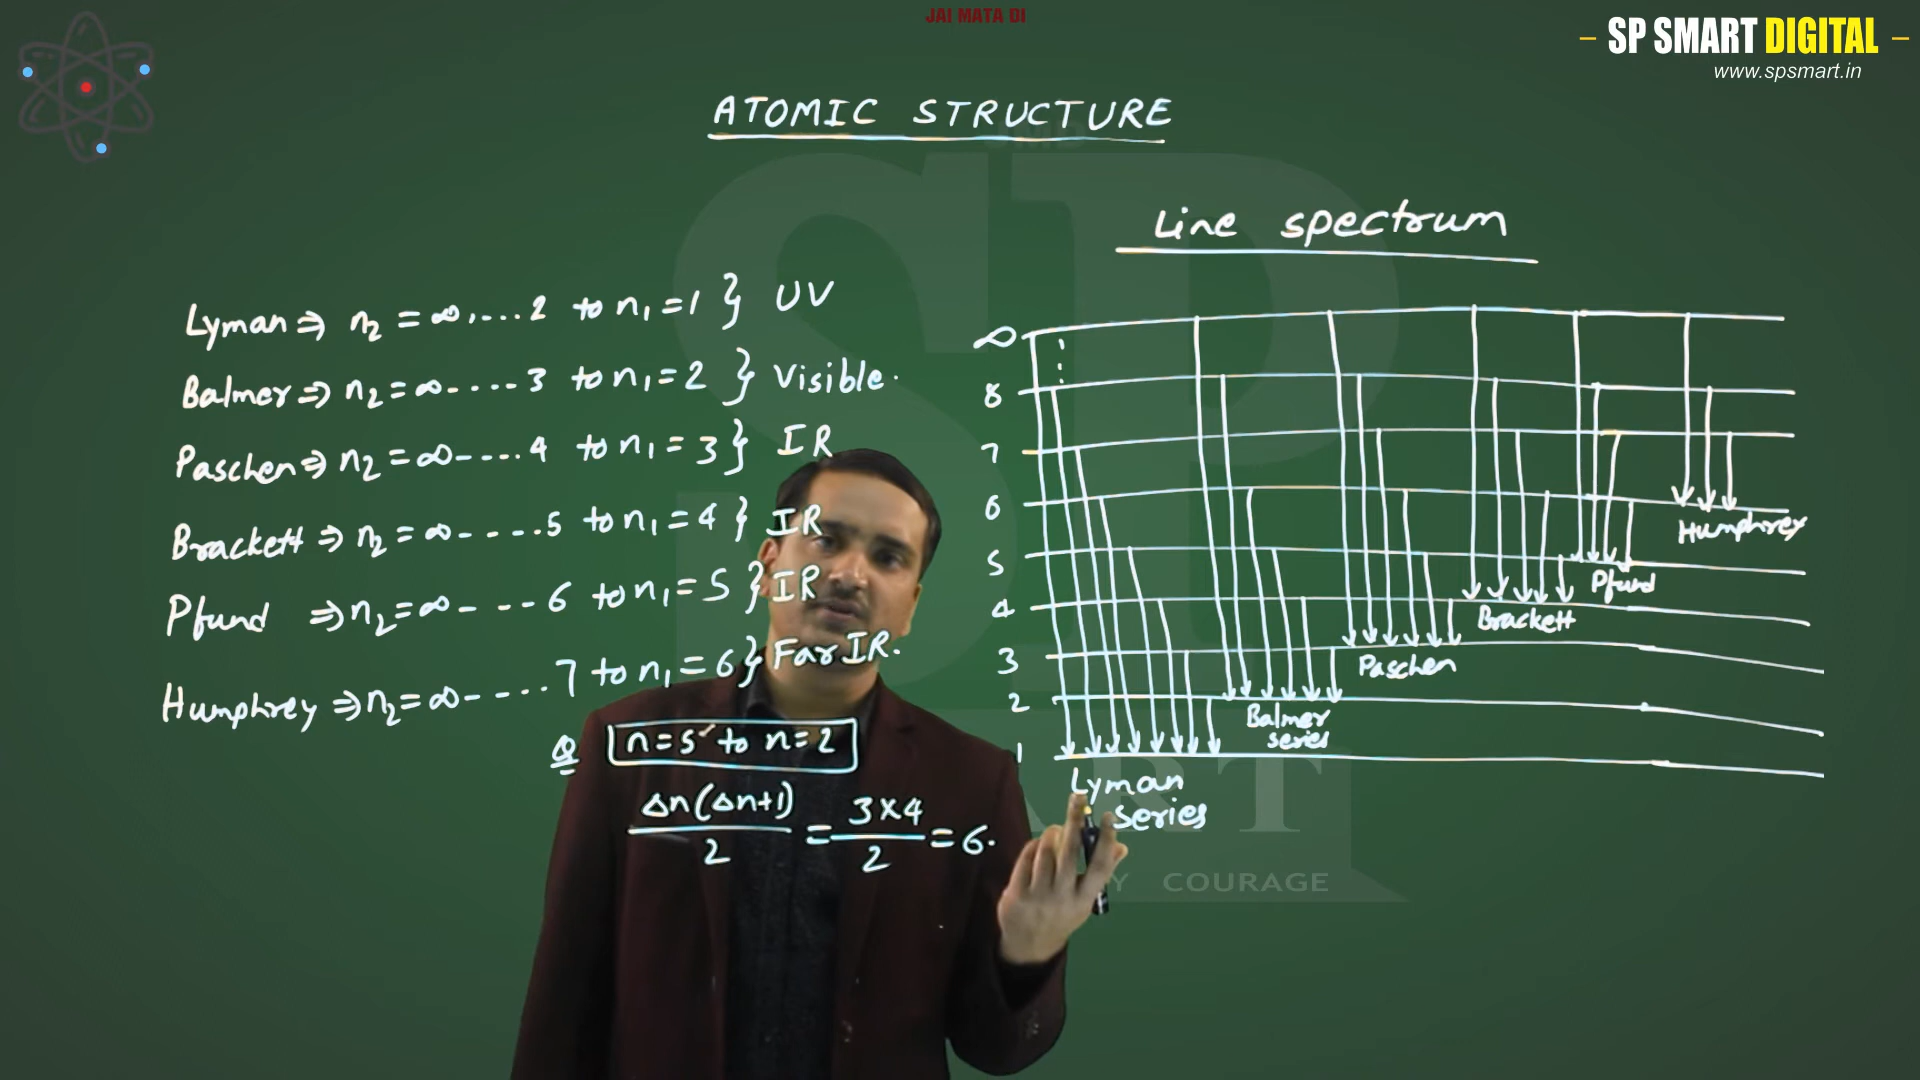 JAI MATA DI
SP SMART DIGITAL
www.spsmart.in
ATOMIC STRUCTURE
Line spectrum
Lyman ⇒ n₂ = ∞.... 2 to n₁ = 1 } UV
Balmer ⇒ n₂ = ∞ - - - - 3 to n₁ = 2 } Visible.
Paschen ⇒ n₂ = ∞ - - - - 4 to n₁ = 3 } IR
Brackett ⇒ n₂ = ∞ - - - - 5 to n₁ = 4 } IR
Pfund ⇒ n₂ = ∞ - - - 6 to n₁ = 5 } IR
Humphrey ⇒ n₂ = ∞ - - - - 7 to n₁ = 6 } Far IR.
Q n=5 to n=2
Δn(Δn+1)/2 = 3×4/2 = 6.
∞
8
7
6
5
4
3
2
1
Humphrey
Pfund
Brackett
Paschen
Balmer
series
Lyman
series
COURAGE